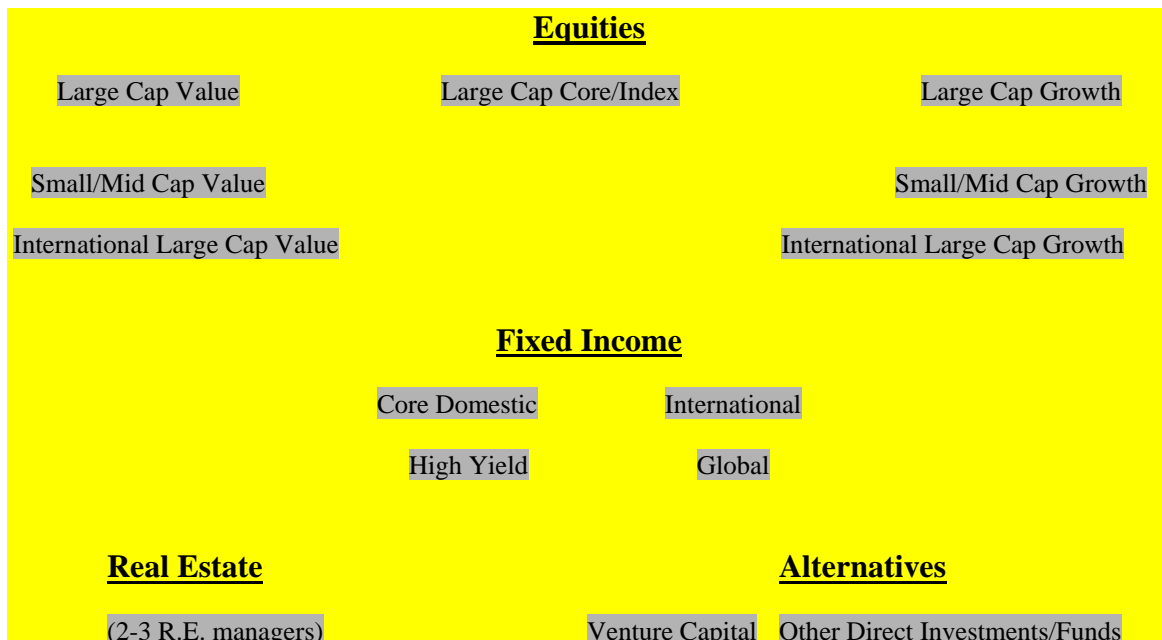 Equities
Large Cap Value Large Cap Core/Index Large Cap Growth
Small/Mid Cap Value Small/Mid Cap Growth
International Large Cap Value International Large Cap Growth
Fixed Income
Core Domestic International
High Yield Global
Real Estate Alternatives
(2-3 R.E. managers) Venture Capital Other Direct Investments/Funds